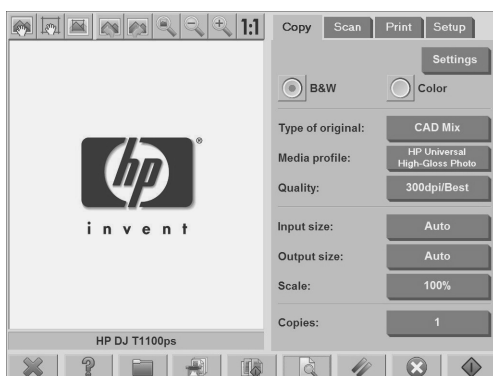 1:1
Copy Scan Print Setup
Settings
B&W Color
Type of original: CAD Mix
Media profile: HP Universal
High-Gloss Photo
Quality: 300dpi/Best
Input size: Auto
Output size: Auto
Scale: 100%
Copies: 1
hp ®
invent
HP DJ T1100ps
?